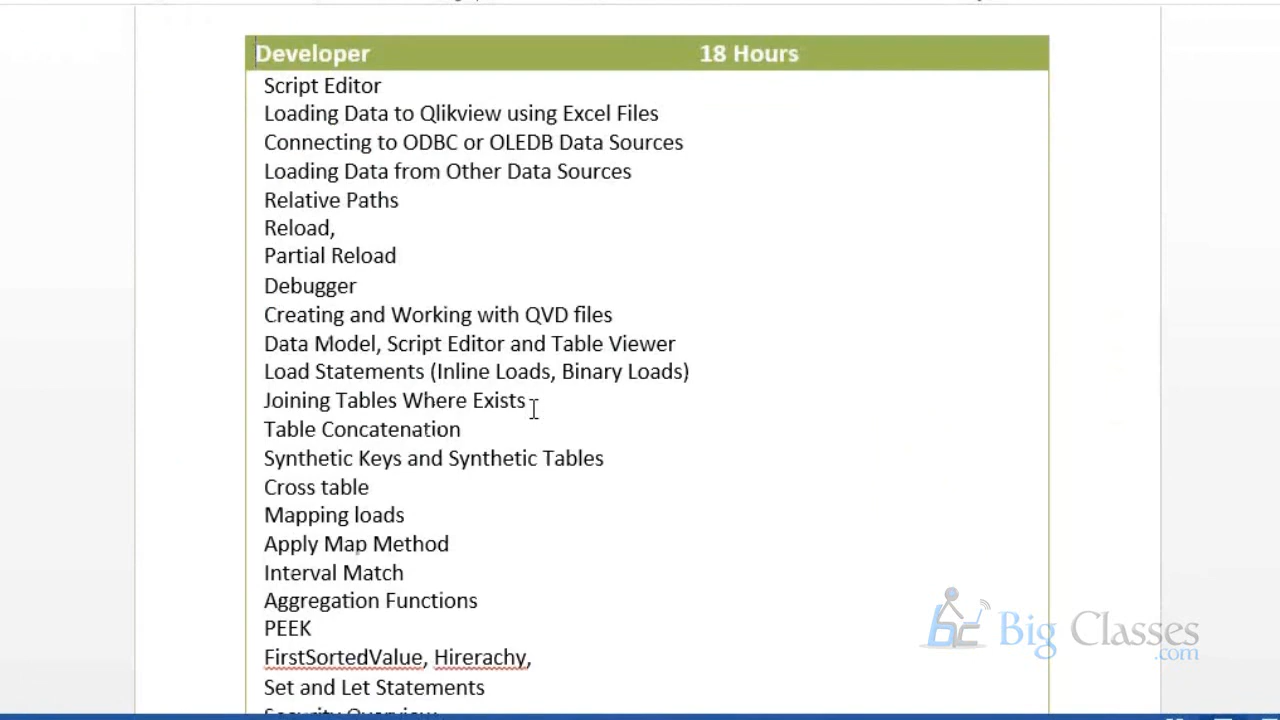 Developer 18 Hours
Script Editor
Loading Data to Qlikview using Excel Files
Connecting to ODBC or OLEDB Data Sources
Loading Data from Other Data Sources
Relative Paths
Reload,
Partial Reload
Debugger
Creating and Working with QVD files
Data Model, Script Editor and Table Viewer
Load Statements (Inline Loads, Binary Loads)
Joining Tables Where Exists
Table Concatenation
Synthetic Keys and Synthetic Tables
Cross table
Mapping loads
Apply Map Method
Interval Match
Aggregation Functions
PEEK
FirstSortedValue, Hirerachy,
Set and Let Statements
bc Big Classes
.com